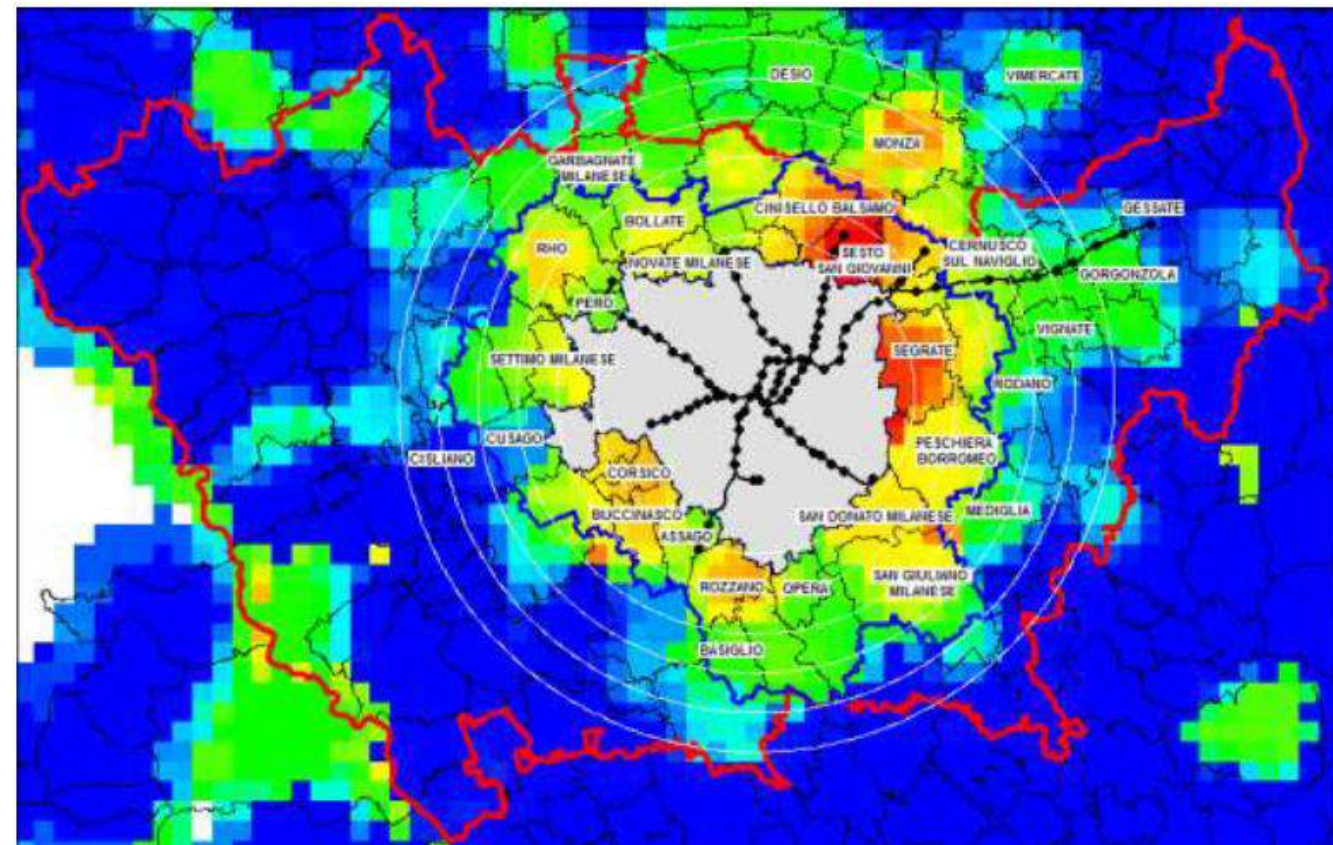 DESIO
VIMERCATE
MONZA
GARBAGNATE
MILANESE
CINISELLO BALSAMO
GESSATE
BOLLATE
RHO
NOVATE MILANESE
SESTO
SAN GIOVANNI
CERNUSCO
SUL NAVIGLIO
GORGONZOLA
PERO
VIGNATE
SETTIMO MILANESE
SEGRATE
RODANO
CUSAGO
CISLIANO
PESCHIERA
BORROMEO
CORSICO
BUCCINASCO
SAN DONATO MILANESE
MEDIGLIA
ASSAGO
ROZZANO
OPERA
SAN GIULIANO
MILANESE
BASIGLIO